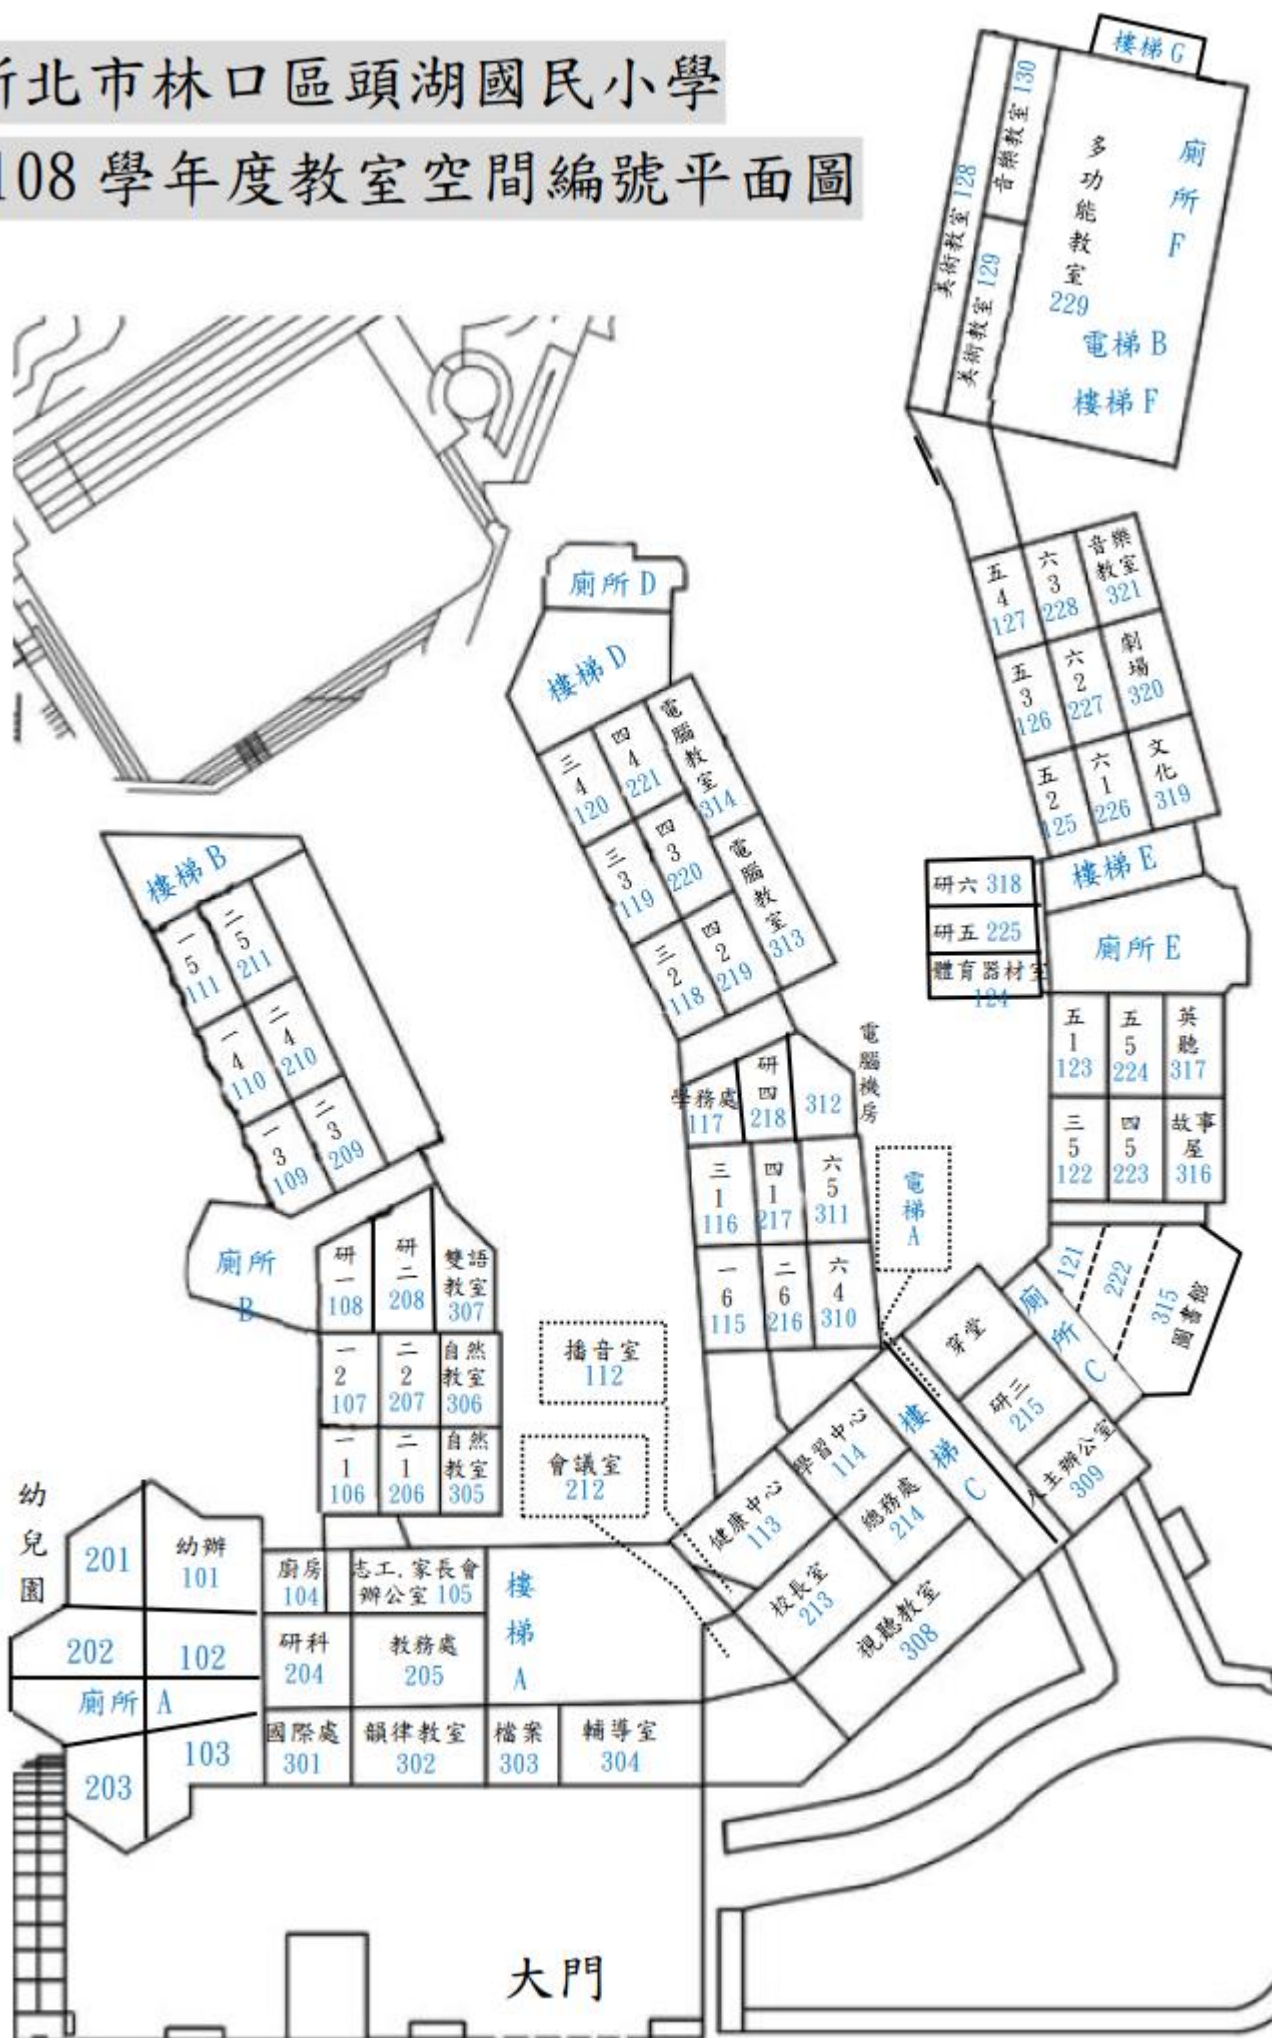 北市林口區頭湖國民小學
108 學年度教室空間編號平面圖
樓梯 G
美術教室 128
音樂教室 130
美術教室 129
多功能教室
229
廁所 F
電梯 B
樓梯 F
五4
127
六3
228
音樂教室
321
五3
126
六2
227
劇場
320
五2
125
六1
226
文化
319
樓梯 E
研六 318
研五 225
體育器材室
124
廁所 E
五1
123
五5
224
英聽
317
三5
122
四5
223
故事屋
316
121
222
315
圖書館
廁所 C
廁所 D
樓梯 D
三4
120
四4
221
電腦教室
314
三3
119
四3
220
電腦教室
313
三2
118
四2
219
學務處
117
研四
218
312
電腦機房
三1
116
四1
217
六5
311
一6
115
二6
216
六4
310
電梯 A
樓梯 B
一5
111
二5
211
一4
110
二4
210
一3
109
二3
209
廁所
B
研一
108
研二
208
雙語教室
307
一2
107
二2
207
自然教室
306
一1
106
二1
206
自然教室
305
播音室
112
會議室
212
穿堂
研三
215
人主辦公室
309
樓梯 C
學習中心
114
健康中心
113
總務處
214
校長室
213
視聽教室
308
幼兒園
201
幼辦
101
202
102
廁所 A
203
103
廚房
104
志工.家長會
辦公室 105
樓梯 A
研科
204
教務處
205
國際處
301
韻律教室
302
檔案
303
輔導室
304
大門